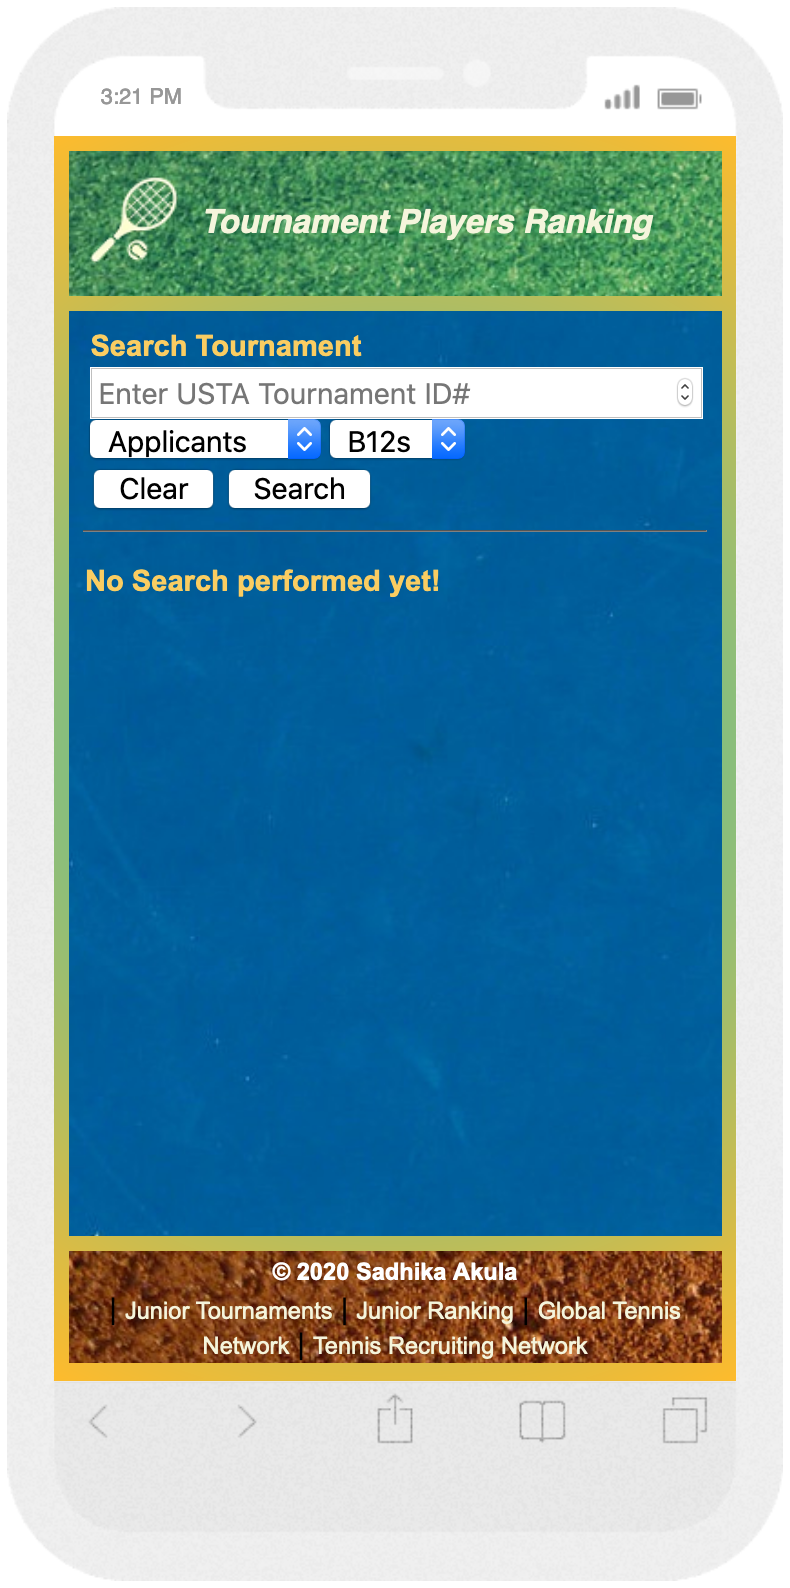 3:21 PM
Tournament Players Ranking
Search Tournament
Enter USTA Tournament ID#
Applicants B12s
Clear Search
No Search performed yet!
© 2020 Sadhika Akula
| Junior Tournaments | Junior Ranking | Global Tennis
Network | Tennis Recruiting Network